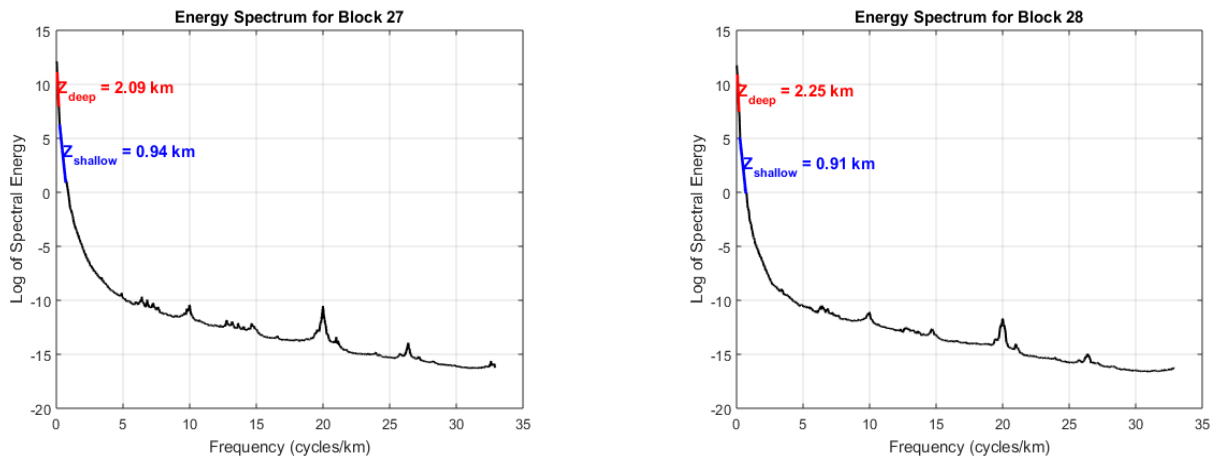 Energy Spectrum for Block 27
15
10
5
0
-5
-10
-15
-20
Log of Spectral Energy
Z_deep = 2.09 km
Z_shallow = 0.94 km
0 5 10 15 20 25 30 35
Frequency (cycles/km)
Energy Spectrum for Block 28
15
10
5
0
-5
-10
-15
-20
Log of Spectral Energy
Z_deep = 2.25 km
Z_shallow = 0.91 km
0 5 10 15 20 25 30 35
Frequency (cycles/km)